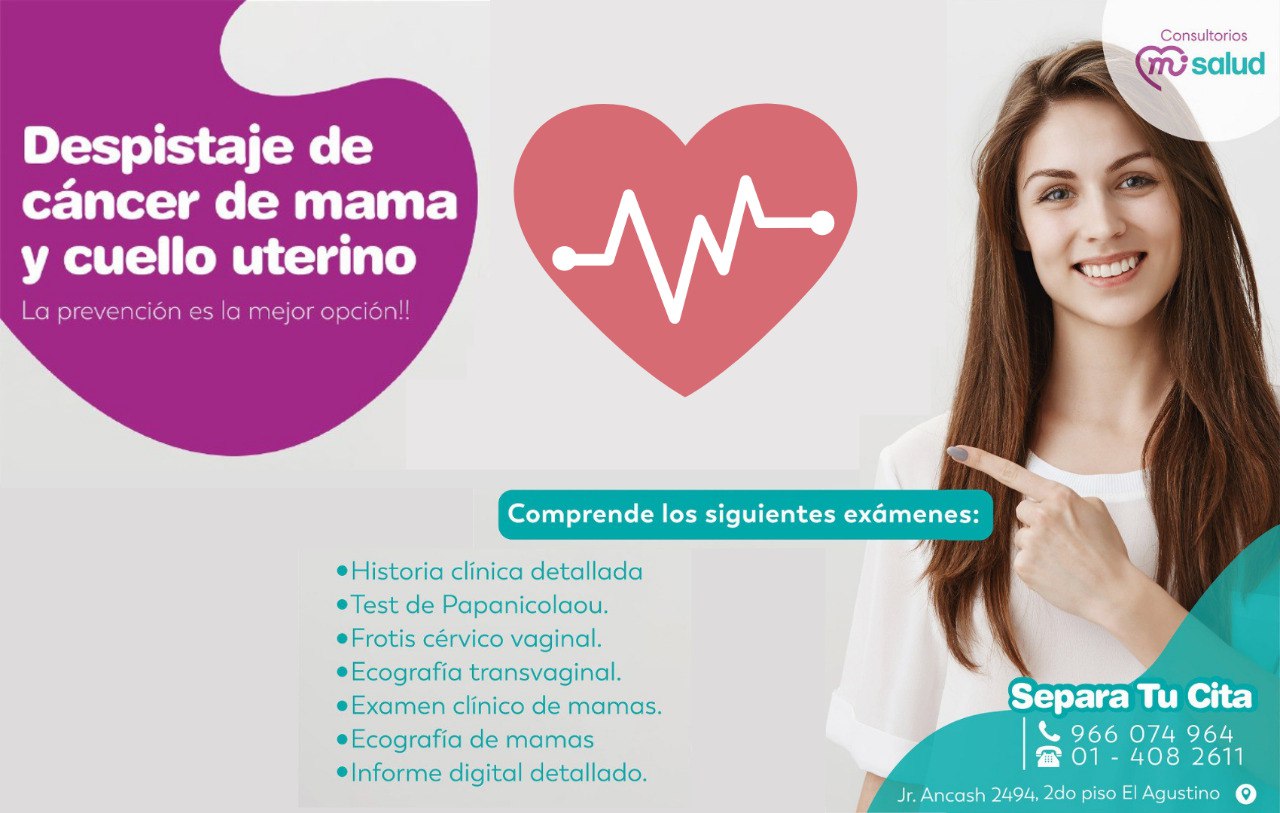 Consultorios
mi salud
Despistaje de
cáncer de mama
y cuello uterino
La prevención es la mejor opción!!
Comprende los siguientes exámenes:
•Historia clínica detallada
•Test de Papanicolaou.
•Frotis cérvico vaginal.
•Ecografía transvaginal.
•Examen clínico de mamas.
•Ecografía de mamas
•Informe digital detallado.
Separa Tu Cita
966 074 964
01 - 408 2611
Jr. Ancash 2494, 2do piso El Agustino